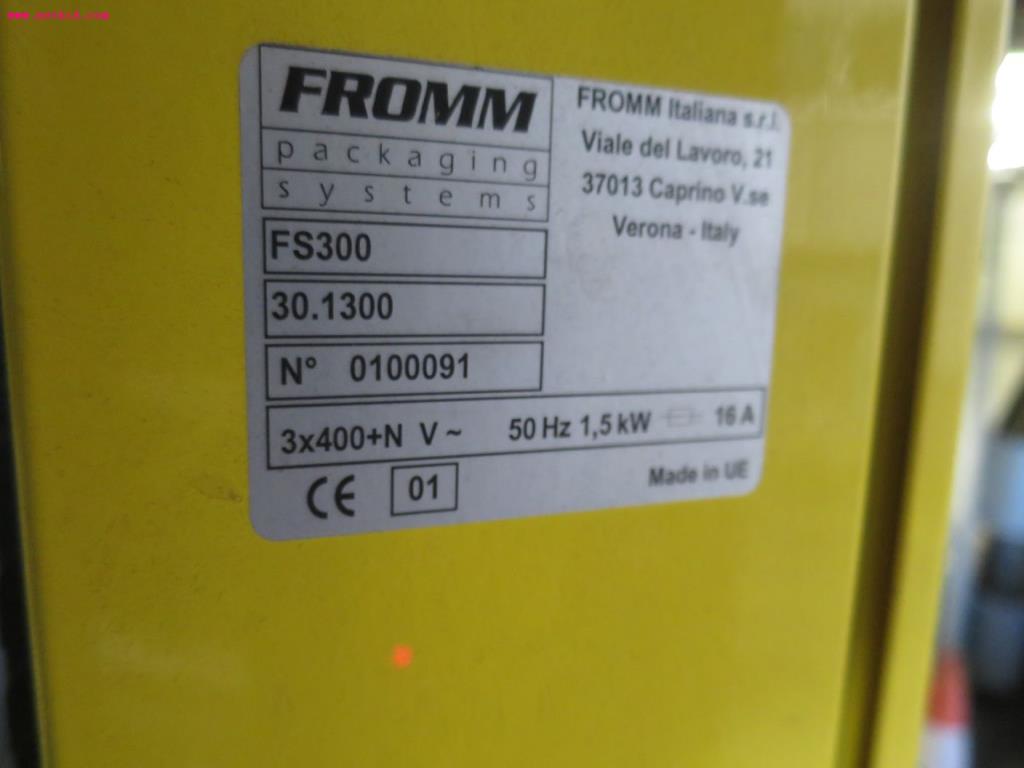 FROMM
packaging
systems
FS300
30.1300
N° 0100091
FROMM Italiana s.r.l.
Viale del Lavoro, 21
37013 Caprino V.se
Verona - Italy
3x400+N V ~ 50 Hz 1,5 kW 16 A
CE 01
Made in UE